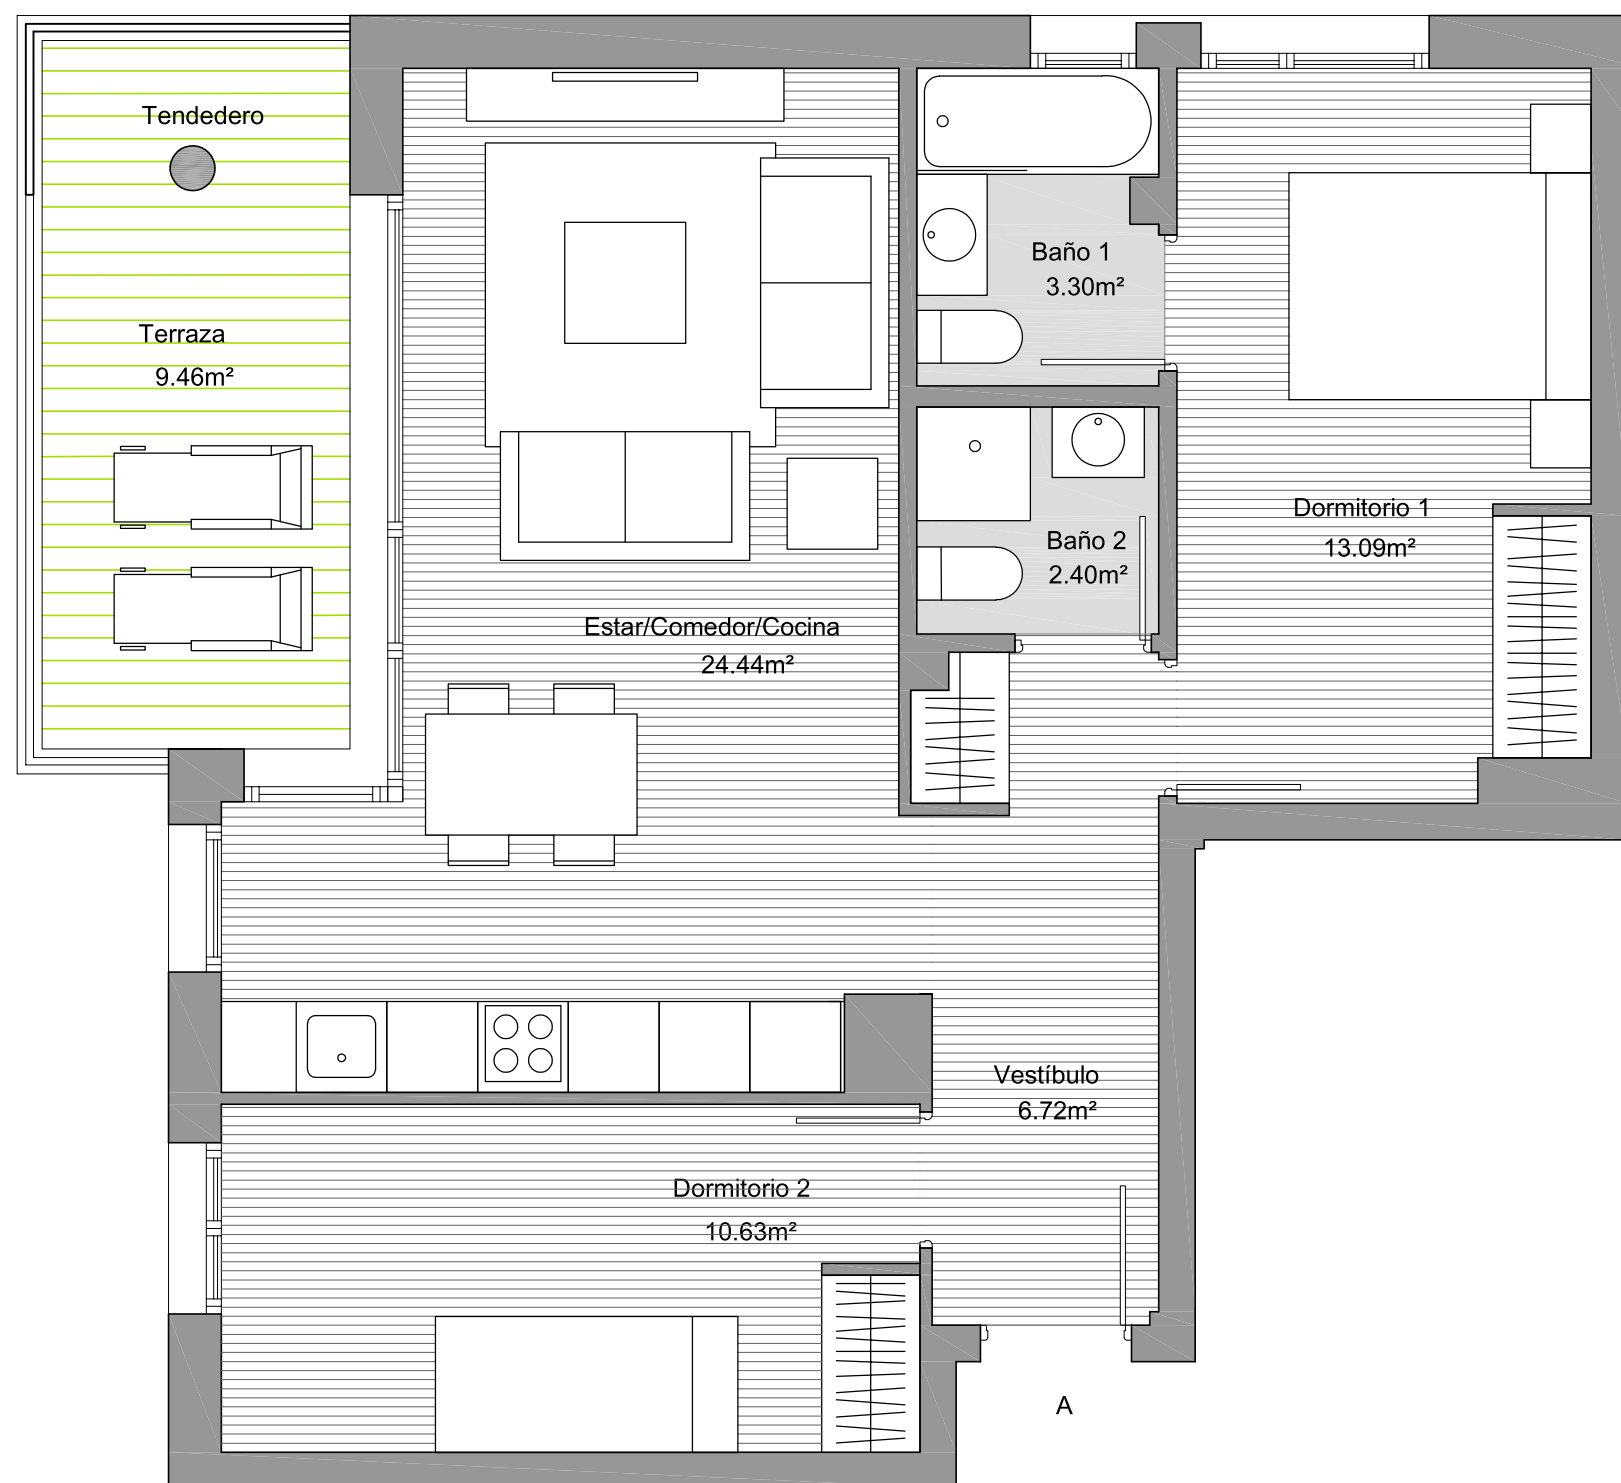 Tendedero
Terraza
9.46m²
Baño 1
3.30m²
Dormitorio 1
13.09m²
Baño 2
2.40m²
Estar/Comedor/Cocina
24.44m²
Vestíbulo
6.72m²
Dormitorio 2
10.63m²
A